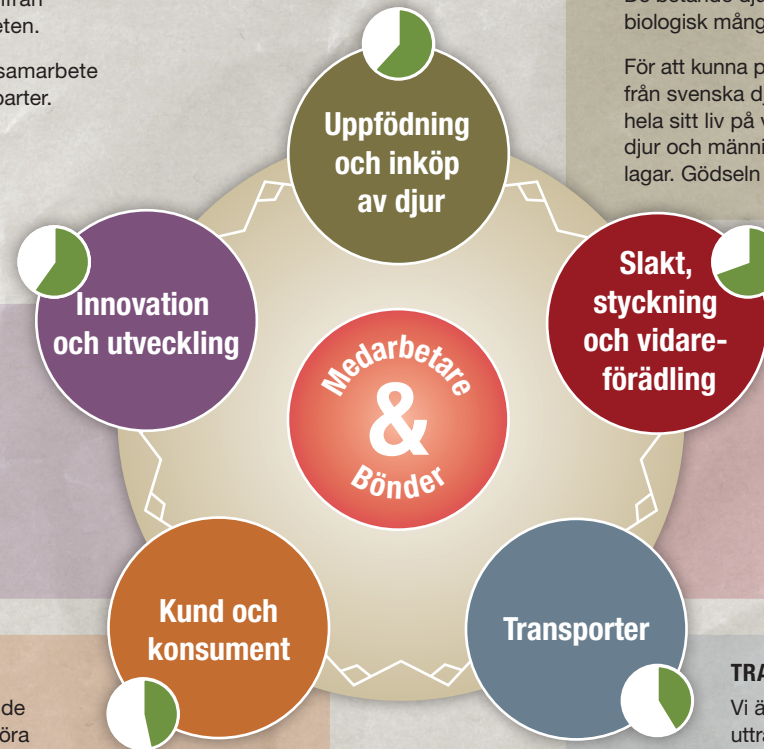 eten.
samarbete
parter.
För att kunna p
från svenska dj
hela sitt liv på v
djur och männi
lagar. Gödseln
biologisk mång
Uppfödning
och inköp
av djur
Innovation
och utveckling
Slakt,
styckning
och vidare-
förädling
Medarbetare
&
Bönder
Kund och
konsument
Transporter
TRA
Vi ä
uttra
de
öra